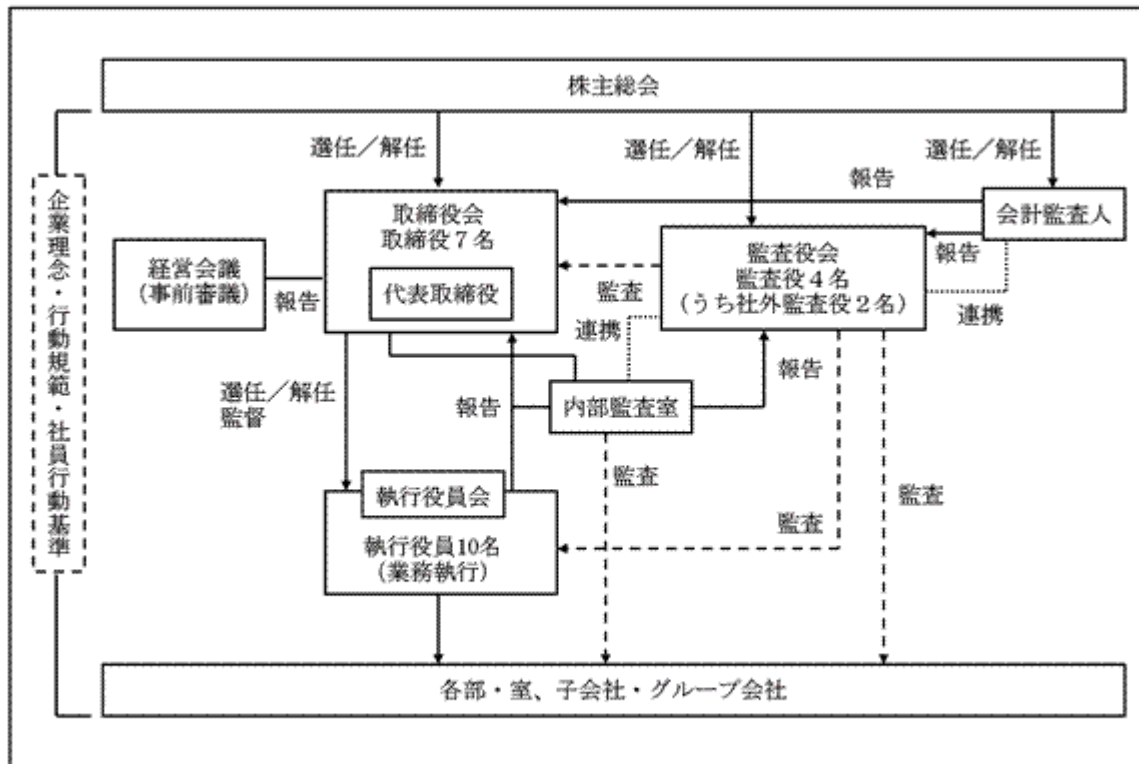 株主総会
選任／解任
選任／解任
選任／解任
報告
会計監査人
取締役会
取締役７名
代表取締役
経営会議
（事前審議）
報告
監査
監査役会
監査役４名
（うち社外監査役２名）
報告
連携
連携
選任／解任
監督
報告
内部監査室
報告
監査
執行役員会
執行役員10名
（業務執行）
監査
監査
企業理念・行動規範・社員行動基準
各部・室、子会社・グループ会社